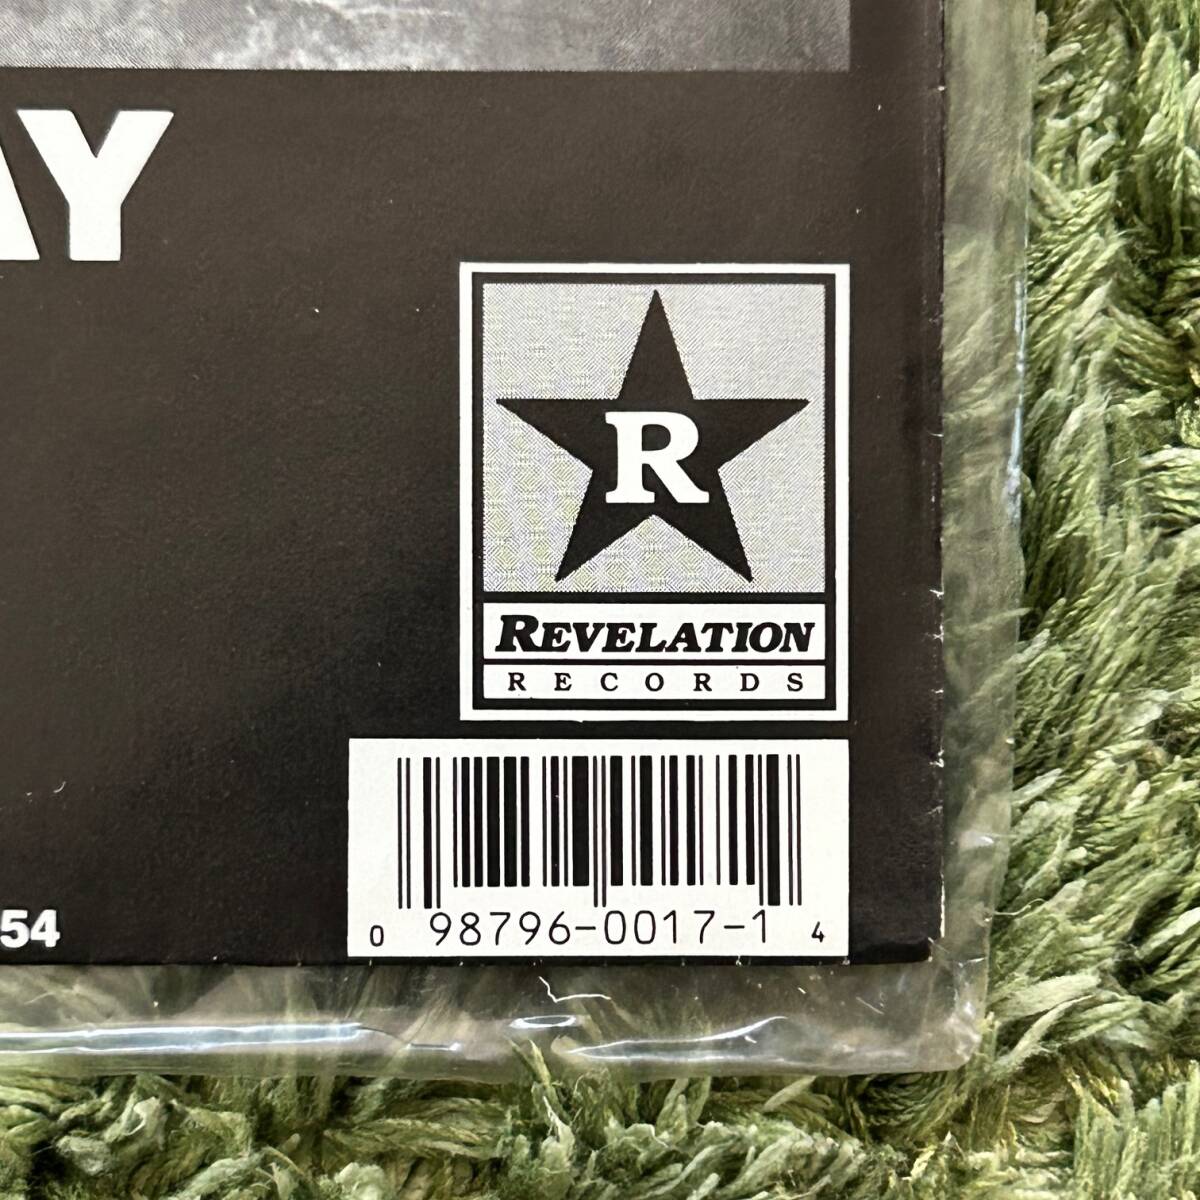 AY
R
REVELATION
RECORDS
54
0 98796-0017-1 4